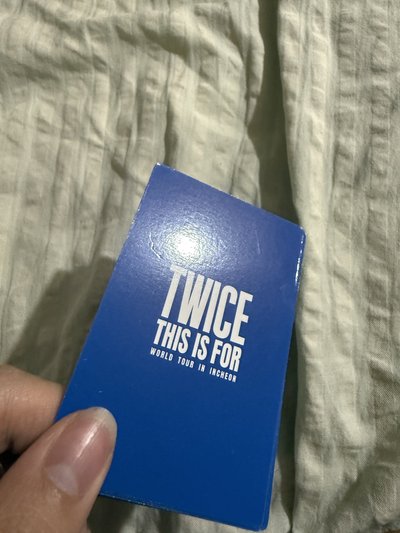 TWICE
THIS IS FOR
WORLD TOUR IN INCHEON